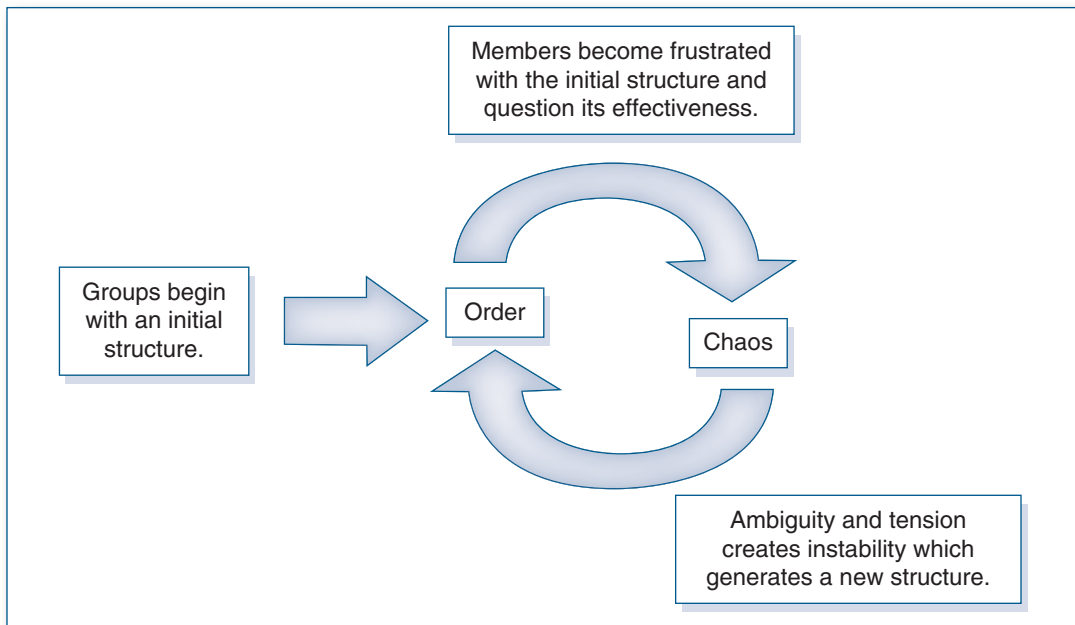 Members become frustrated
with the initial structure and
question its effectiveness.
Groups begin
with an initial
structure.
Order
Chaos
Ambiguity and tension
creates instability which
generates a new structure.